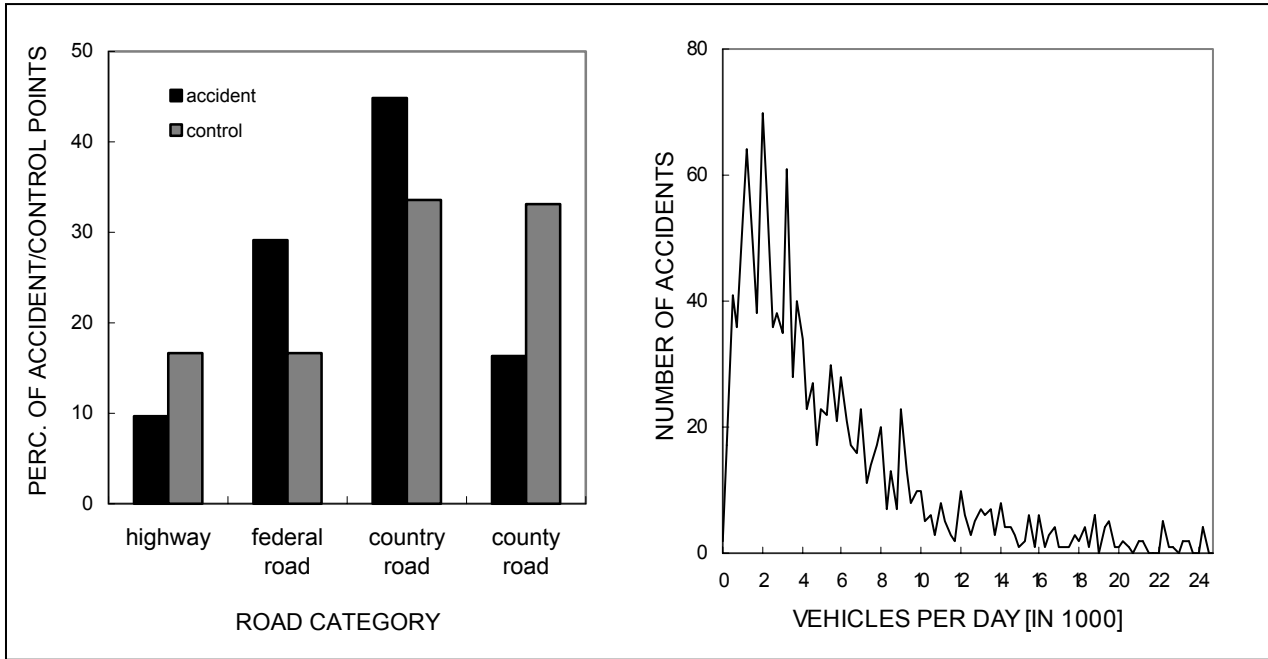 PERC. OF ACCIDENT/CONTROL POINTS
50
40
30
20
10
0
accident
control
highway
federal
road
country
road
county
road
ROAD CATEGORY
NUMBER OF ACCIDENTS
80
60
40
20
0
0 2 4 6 8 10 12 14 16 18 20 22 24
VEHICLES PER DAY [IN 1000]